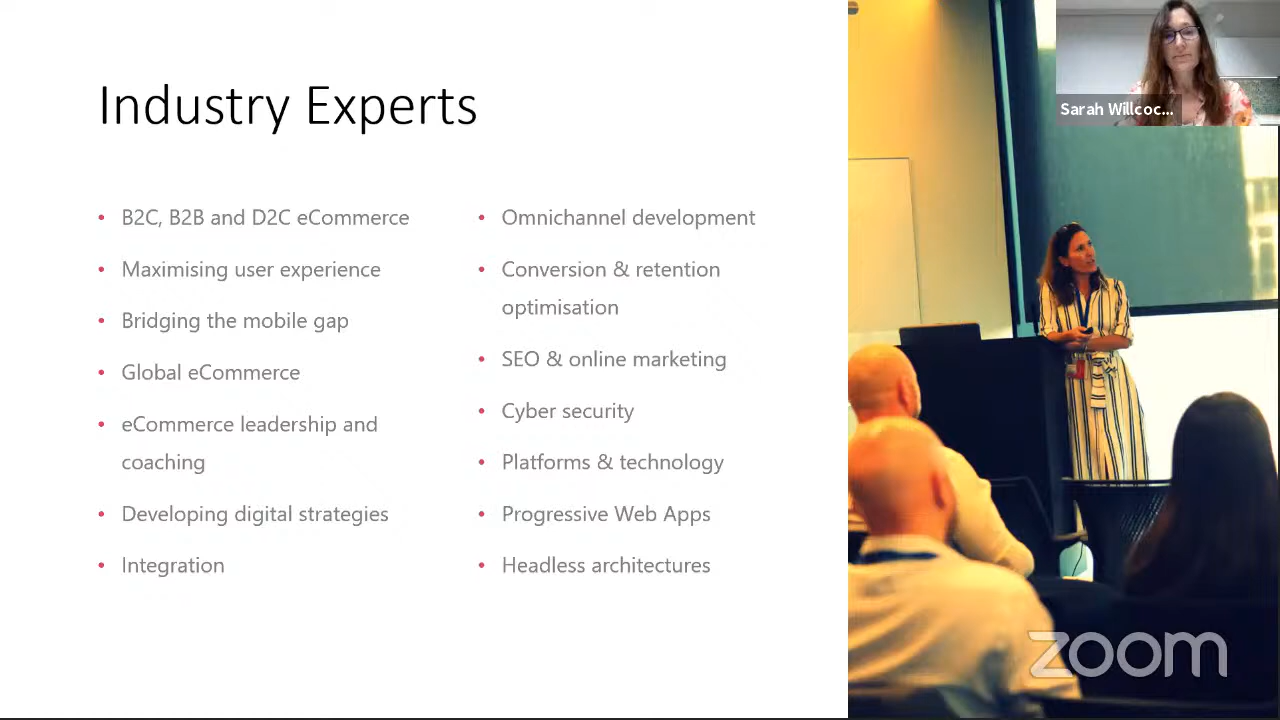 Industry Experts
• B2C, B2B and D2C eCommerce
• Maximising user experience
• Bridging the mobile gap
• Global eCommerce
• eCommerce leadership and
coaching
• Developing digital strategies
• Integration
• Omnichannel development
• Conversion & retention
optimisation
• SEO & online marketing
• Cyber security
• Platforms & technology
• Progressive Web Apps
• Headless architectures
Sarah Willcoc...
zoom